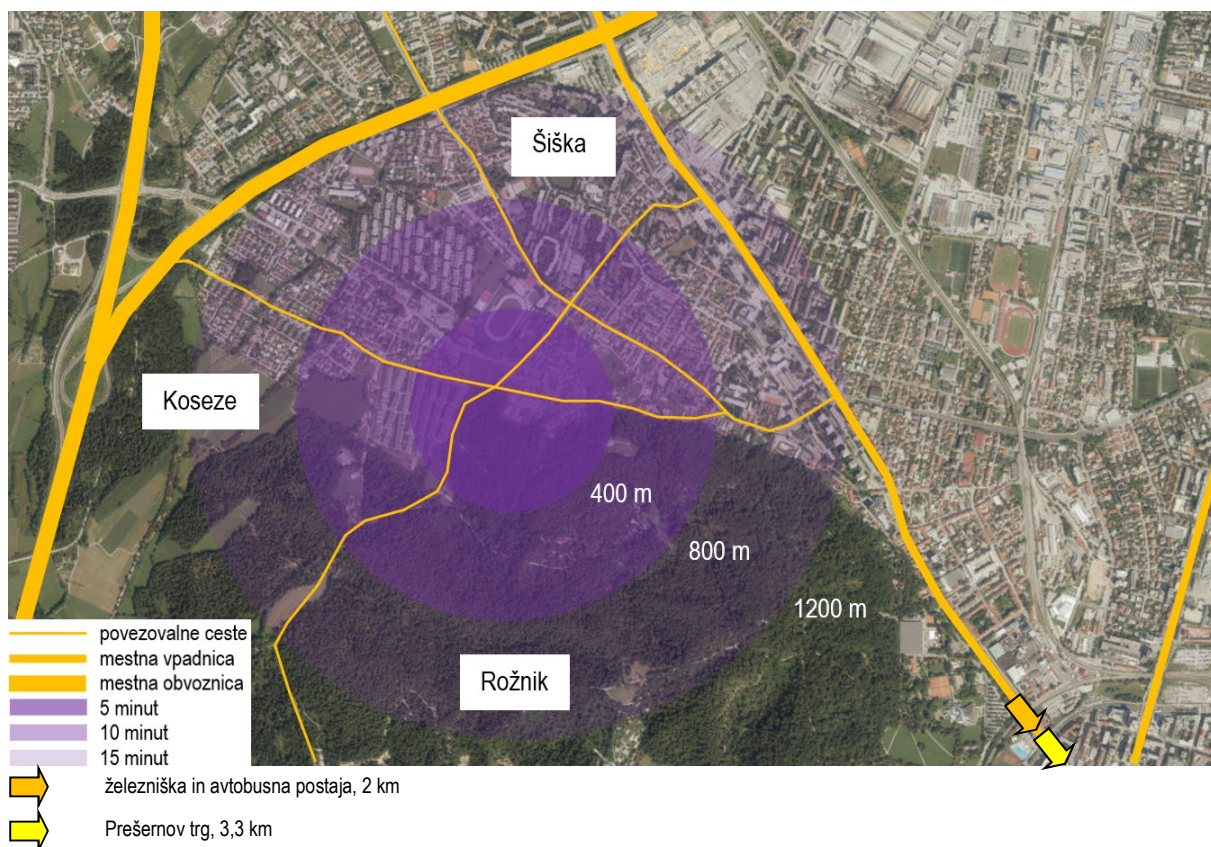 Šiška
Koseze
400 m
800 m
1200 m
Rožnik
povezovalne ceste
mestna vpadnica
mestna obvoznica
5 minut
10 minut
15 minut
železniška in avtobusna postaja, 2 km
Prešernov trg, 3,3 km